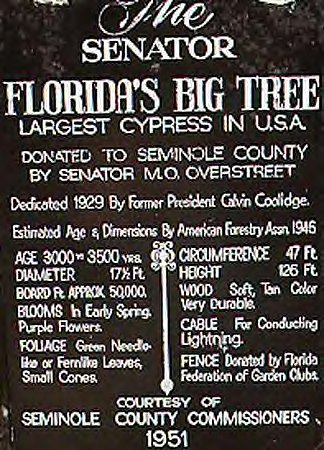 The
SENATOR
FLORIDA'S BIG TREE
LARGEST CYPRESS IN U.S.A.
DONATED TO SEMINOLE COUNTY
BY SENATOR M.O. OVERSTREET
Dedicated 1929 By Former President Calvin Coolidge.
Estimated Age & Dimensions By American Forestry Assn. 1946
AGE 3000 TO 3500 YRS.
DIAMETER 17½ Ft.
BOARD Ft. APPROX. 50,000.
BLOOMS In Early Spring.
Purple Flowers.
FOLIAGE Green Needle-
like or Fernlike Leaves,
Small Cones.
CIRCUMFERENCE 47 Ft.
HEIGHT 126 Ft.
WOOD Soft, Tan Color
Very Durable.
CABLE For Conducting
Lightning.
FENCE Donated by Florida
Federation of Garden Clubs.
COURTESY OF
SEMINOLE COUNTY COMMISSIONERS
1951